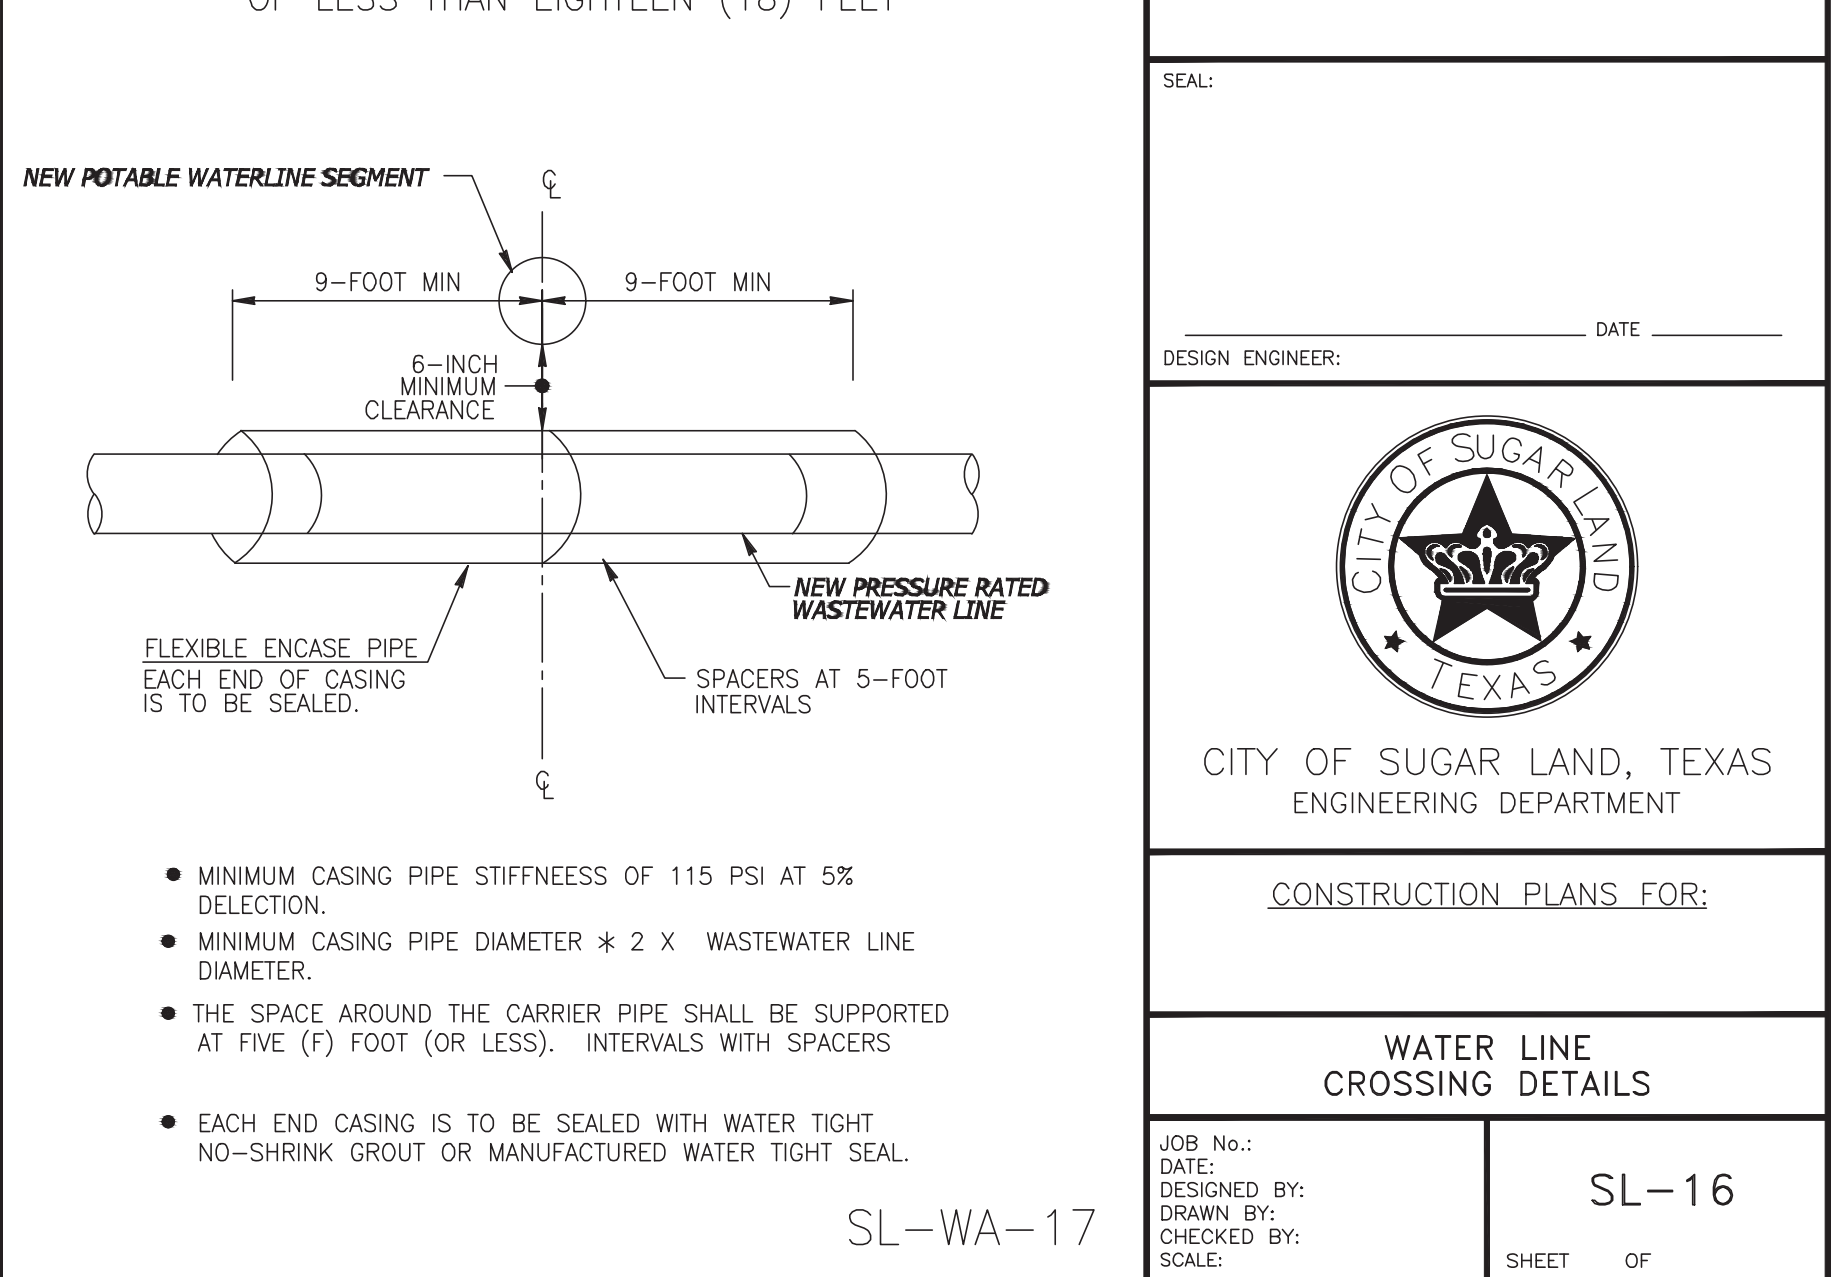 OF LESS THAN EIGHTEEN (18) FEET
NEW POTABLE WATERLINE SEGMENT
℄
9-FOOT MIN
9-FOOT MIN
6-INCH
MINIMUM
CLEARANCE
NEW PRESSURE RATED
WASTEWATER LINE
FLEXIBLE ENCASE PIPE
EACH END OF CASING
IS TO BE SEALED.
SPACERS AT 5-FOOT
INTERVALS
℄
● MINIMUM CASING PIPE STIFFNEESS OF 115 PSI AT 5%
DELECTION.
● MINIMUM CASING PIPE DIAMETER * 2 X WASTEWATER LINE
DIAMETER.
● THE SPACE AROUND THE CARRIER PIPE SHALL BE SUPPORTED
AT FIVE (F) FOOT (OR LESS). INTERVALS WITH SPACERS
● EACH END CASING IS TO BE SEALED WITH WATER TIGHT
NO-SHRINK GROUT OR MANUFACTURED WATER TIGHT SEAL.
SL-WA-17
SEAL:
DATE
DESIGN ENGINEER:
CITY OF SUGAR LAND
TEXAS
CITY OF SUGAR LAND, TEXAS
ENGINEERING DEPARTMENT
CONSTRUCTION PLANS FOR:
WATER LINE
CROSSING DETAILS
JOB No.:
DATE:
DESIGNED BY:
DRAWN BY:
CHECKED BY:
SCALE:
SL-16
SHEET OF